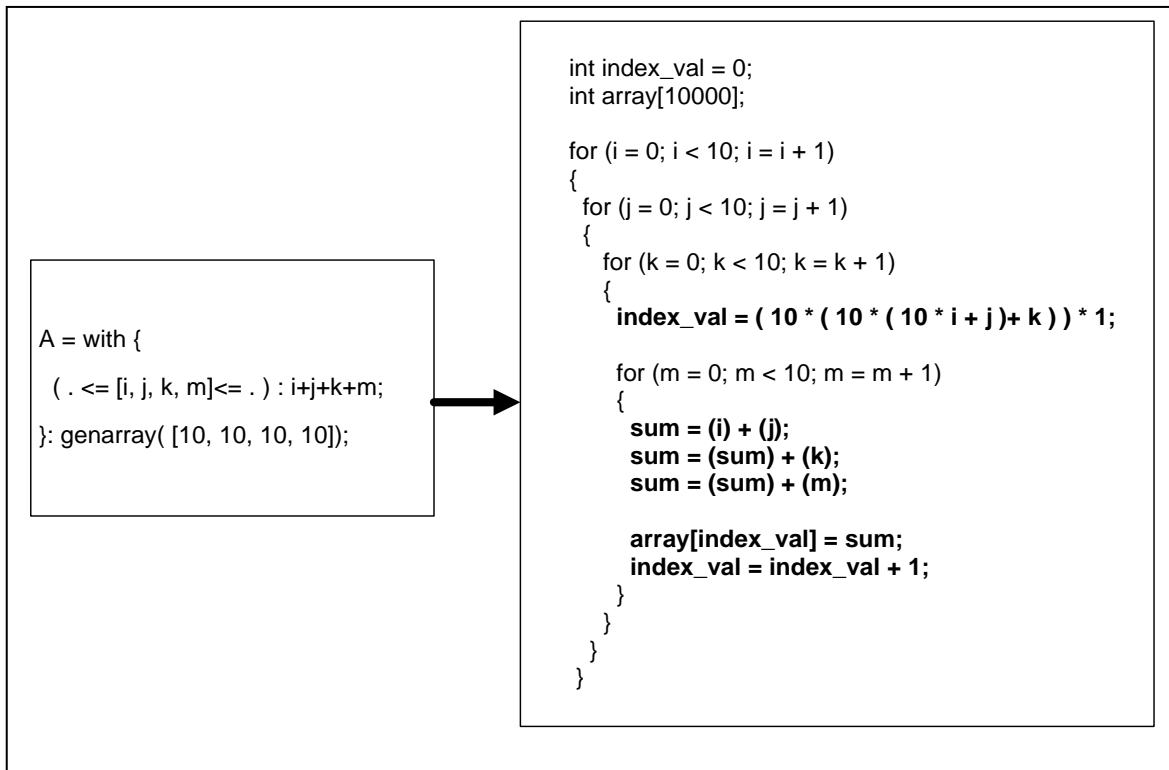 A = with {
( . <= [i, j, k, m]<= . ) : i+j+k+m;
}: genarray( [10, 10, 10, 10]);
int index_val = 0;
int array[10000];
for (i = 0; i < 10; i = i + 1)
{
for (j = 0; j < 10; j = j + 1)
{
for (k = 0; k < 10; k = k + 1)
{
index_val = ( 10 * ( 10 * ( 10 * i + j )+ k ) ) * 1;
for (m = 0; m < 10; m = m + 1)
{
sum = (i) + (j);
sum = (sum) + (k);
sum = (sum) + (m);
array[index_val] = sum;
index_val = index_val + 1;
}
}
}
}